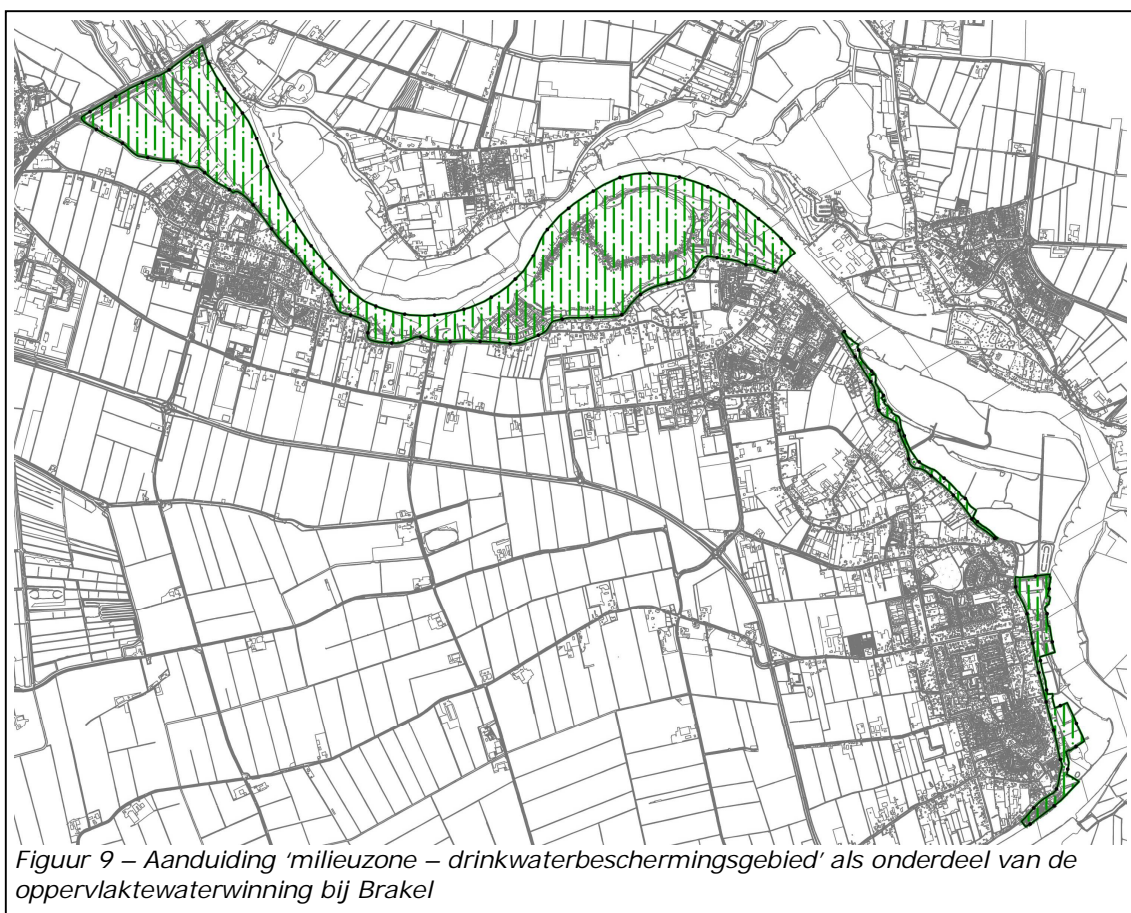 Figuur 9 – Aanduiding ‘milieuzone – drinkwaterbeschermingsgebied’ als onderdeel van de
oppervlaktewaterwinning bij Brakel